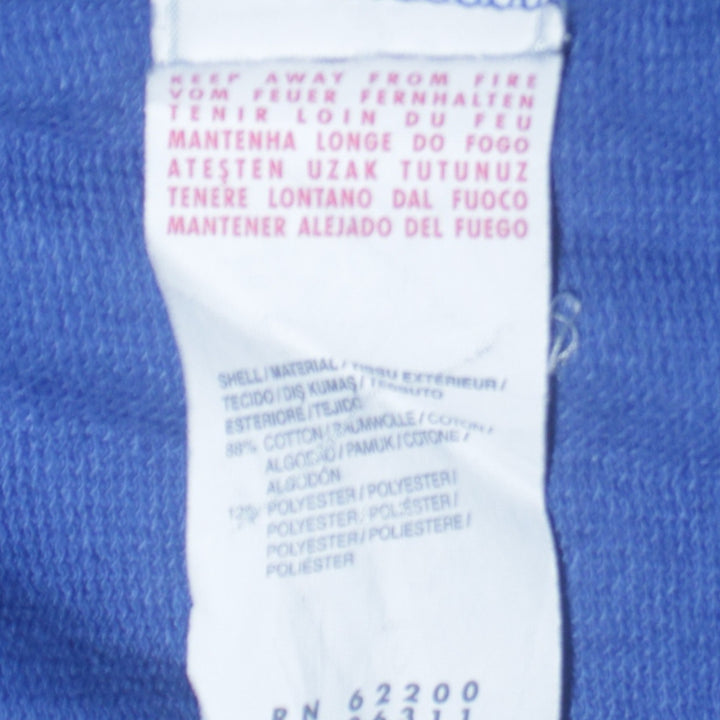 KEEP AWAY FROM FIRE
VOM FEUER FERNHALTEN
TENIR LOIN DU FEU
MANTENHA LONGE DO FOGO
ATEŞTEN UZAK TUTUNUZ
TENERE LONTANO DAL FUOCO
MANTENER ALEJADO DEL FUEGO
SHELL/MATERIAL/TISSU EXTÉRIEUR/
TECIDO/DIŞ KUMAŞ/TESSUTO
ESTERIORE/TEJIDO
88% COTTON/BAUMWOLLE/COTON/
ALGODÃO/PAMUK/COTONE/
ALGODÓN
12% POLYESTER/POLYESTER/
POLYESTER/POLIÉSTER/
POLYESTER/POLIESTERE/
POLIÉSTER
RN 62200